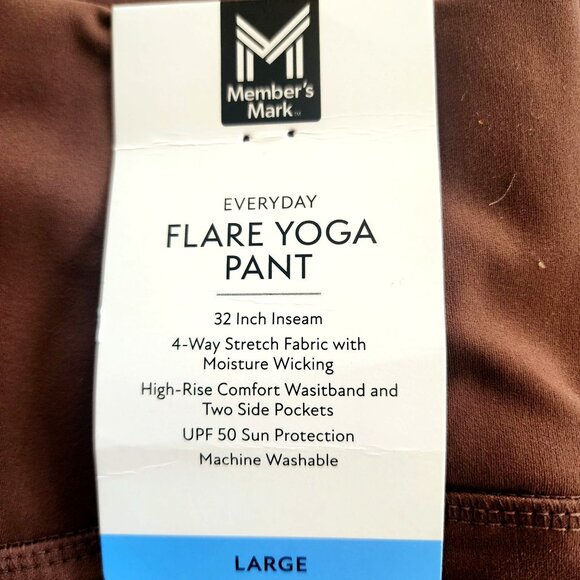 Member's
Mark™
EVERYDAY
FLARE YOGA
PANT
32 Inch Inseam
4-Way Stretch Fabric with
Moisture Wicking
High-Rise Comfort Wasitband and
Two Side Pockets
UPF 50 Sun Protection
Machine Washable
LARGE